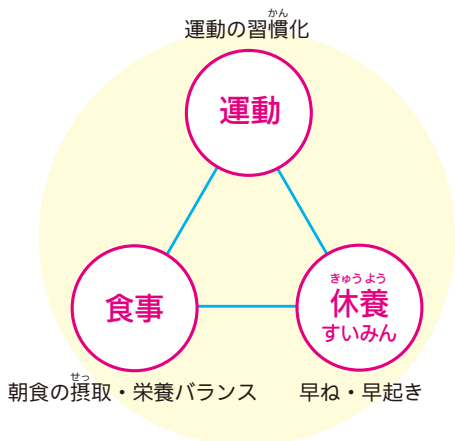 運動の習慣化
かん
運動
食事
きゅうよう
休養
すいみん
せっ
朝食の摂取・栄養バランス
早ね・早起き